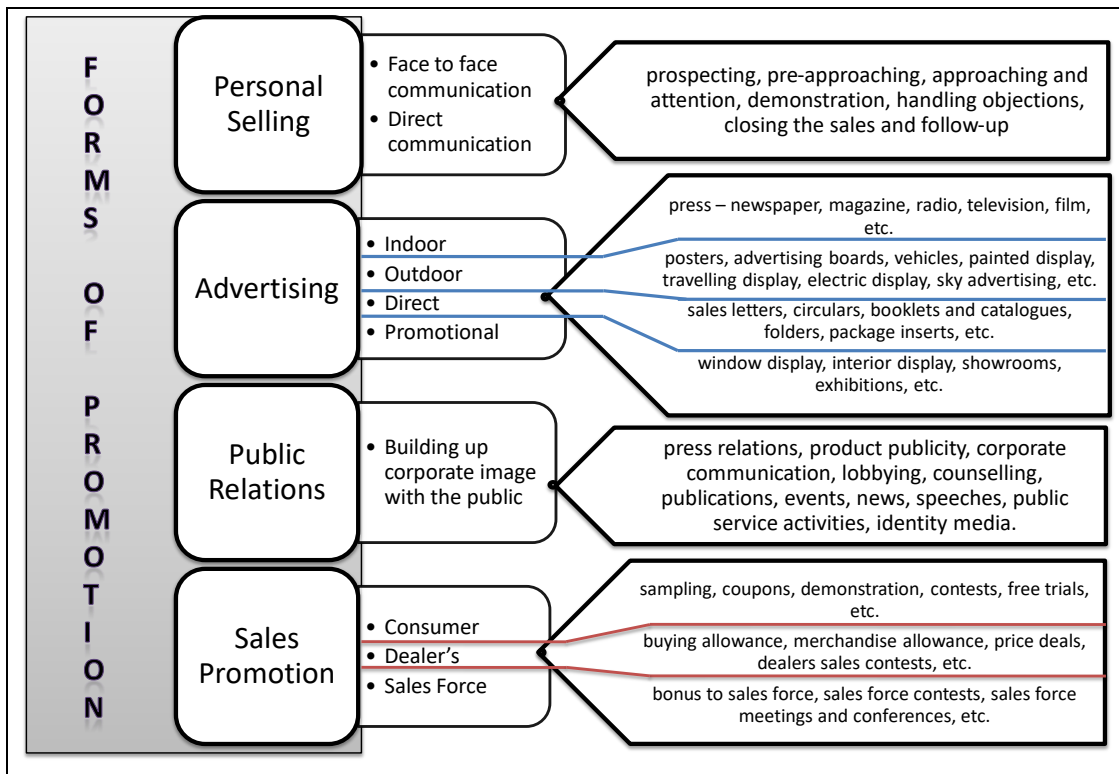 FORMS OF PROMOTION
Personal
Selling
• Face to face
communication
• Direct
communication
prospecting, pre-approaching, approaching and
attention, demonstration, handling objections,
closing the sales and follow-up
Advertising
• Indoor
• Outdoor
• Direct
• Promotional
press – newspaper, magazine, radio, television, film,
etc.
posters, advertising boards, vehicles, painted display,
travelling display, electric display, sky advertising, etc.
sales letters, circulars, booklets and catalogues,
folders, package inserts, etc.
window display, interior display, showrooms,
exhibitions, etc.
Public
Relations
• Building up
corporate image
with the public
press relations, product publicity, corporate
communication, lobbying, counselling,
publications, events, news, speeches, public
service activities, identity media.
Sales
Promotion
• Consumer
• Dealer’s
• Sales Force
sampling, coupons, demonstration, contests, free trials,
etc.
buying allowance, merchandise allowance, price deals,
dealers sales contests, etc.
bonus to sales force, sales force contests, sales force
meetings and conferences, etc.